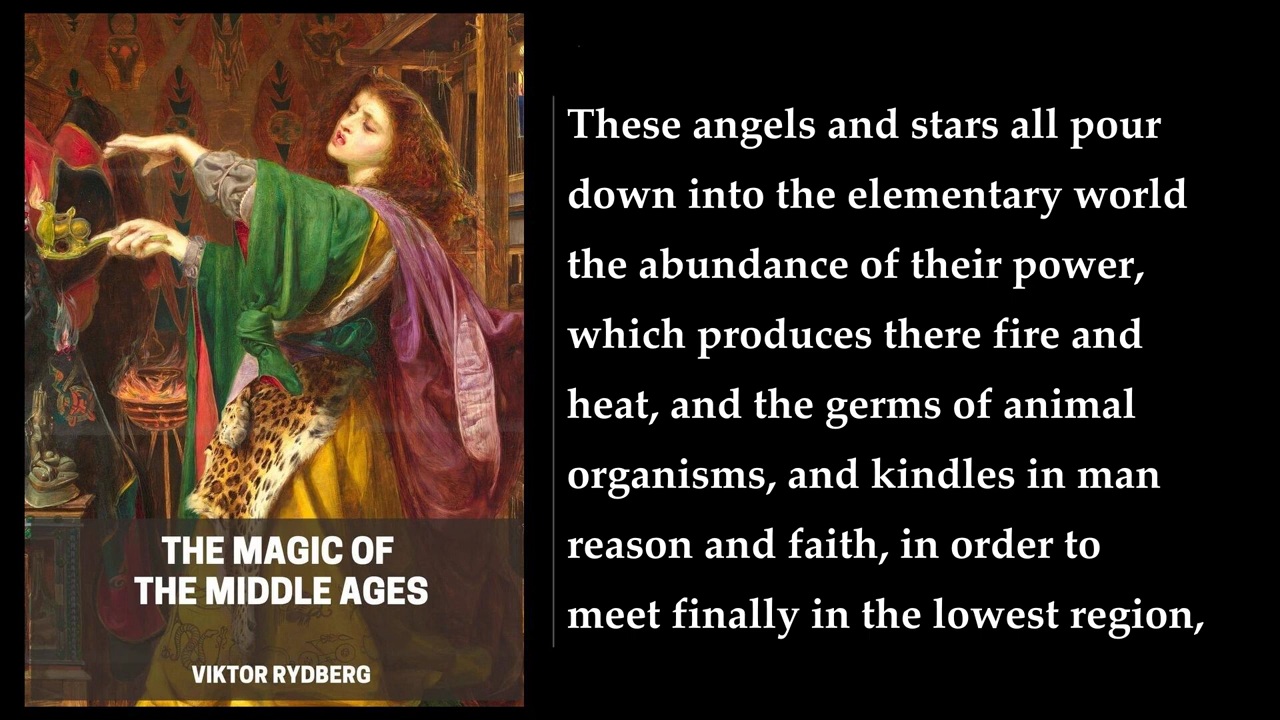 THE MAGIC OF
THE MIDDLE AGES
VIKTOR RYDBERG
These angels and stars all pour
down into the elementary world
the abundance of their power,
which produces there fire and
heat, and the germs of animal
organisms, and kindles in man
reason and faith, in order to
meet finally in the lowest region,